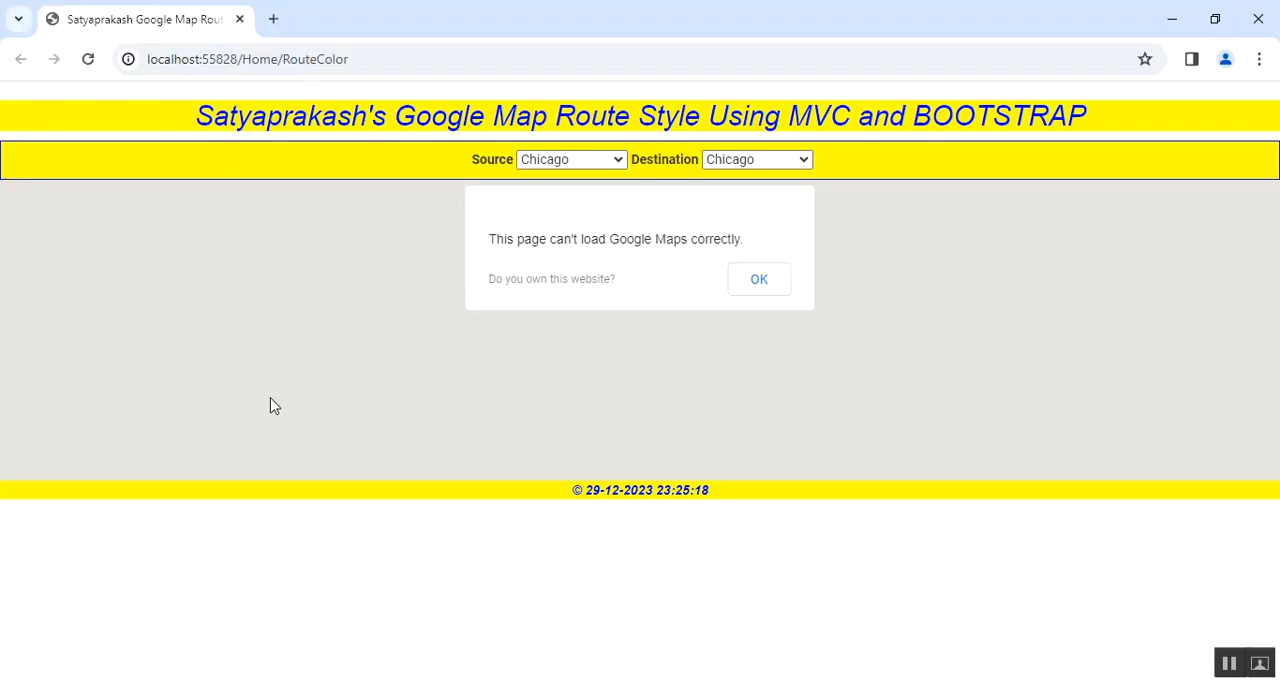 Satyaprakash Google Map Rou
localhost:55828/Home/RouteColor
Satyaprakash's Google Map Route Style Using MVC and BOOTSTRAP
Source Chicago Destination Chicago
This page can't load Google Maps correctly.
Do you own this website? OK
© 29-12-2023 23:25:18